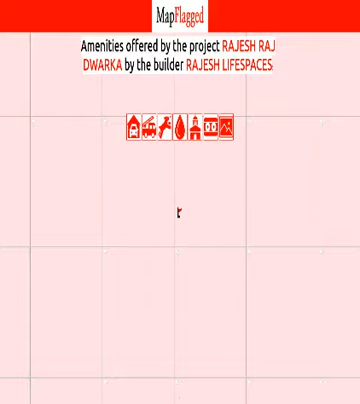 MapFlagged
Amenities offered by the project RAJESH RAJ
DWARKA by the builder RAJESH LIFESPACES